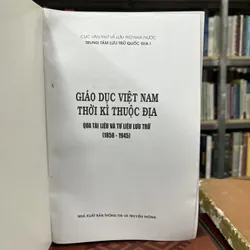 CỤC VĂN THƯ VÀ LƯU TRỮ NHÀ NƯỚC
TRUNG TÂM LƯU TRỮ QUỐC GIA I
GIÁO DỤC VIỆT NAM
THỜI KÌ THUỘC ĐỊA
QUA TÀI LIỆU VÀ TƯ LIỆU LƯU TRỮ
(1858 - 1945)
NHÀ XUẤT BẢN THÔNG TIN VÀ TRUYỀN THÔNG